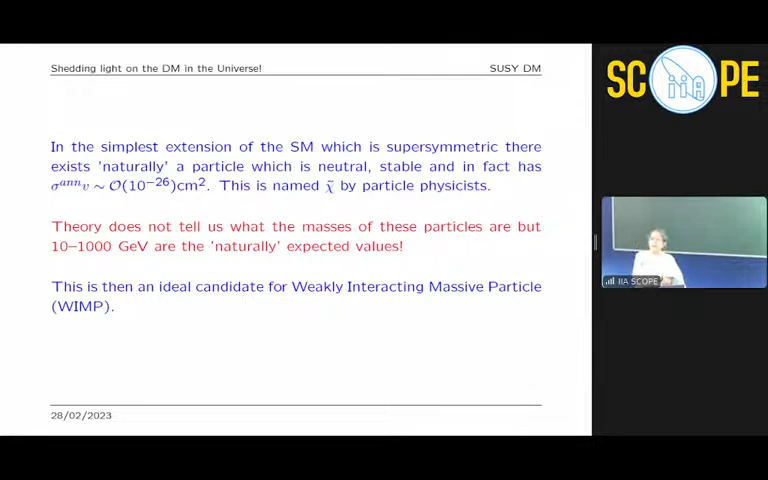 Shedding light on the DM in the Universe!
SUSY DM
In the simplest extension of the SM which is supersymmetric there
exists 'naturally' a particle which is neutral, stable and in fact has
σᵃⁿⁿv ∼ O(10⁻²⁶)cm². This is named χ̃ by particle physicists.
Theory does not tell us what the masses of these particles are but
10–1000 GeV are the 'naturally' expected values!
This is then an ideal candidate for Weakly Interacting Massive Particle
(WIMP).
28/02/2023
SC iiA PE
IIA SCOPE